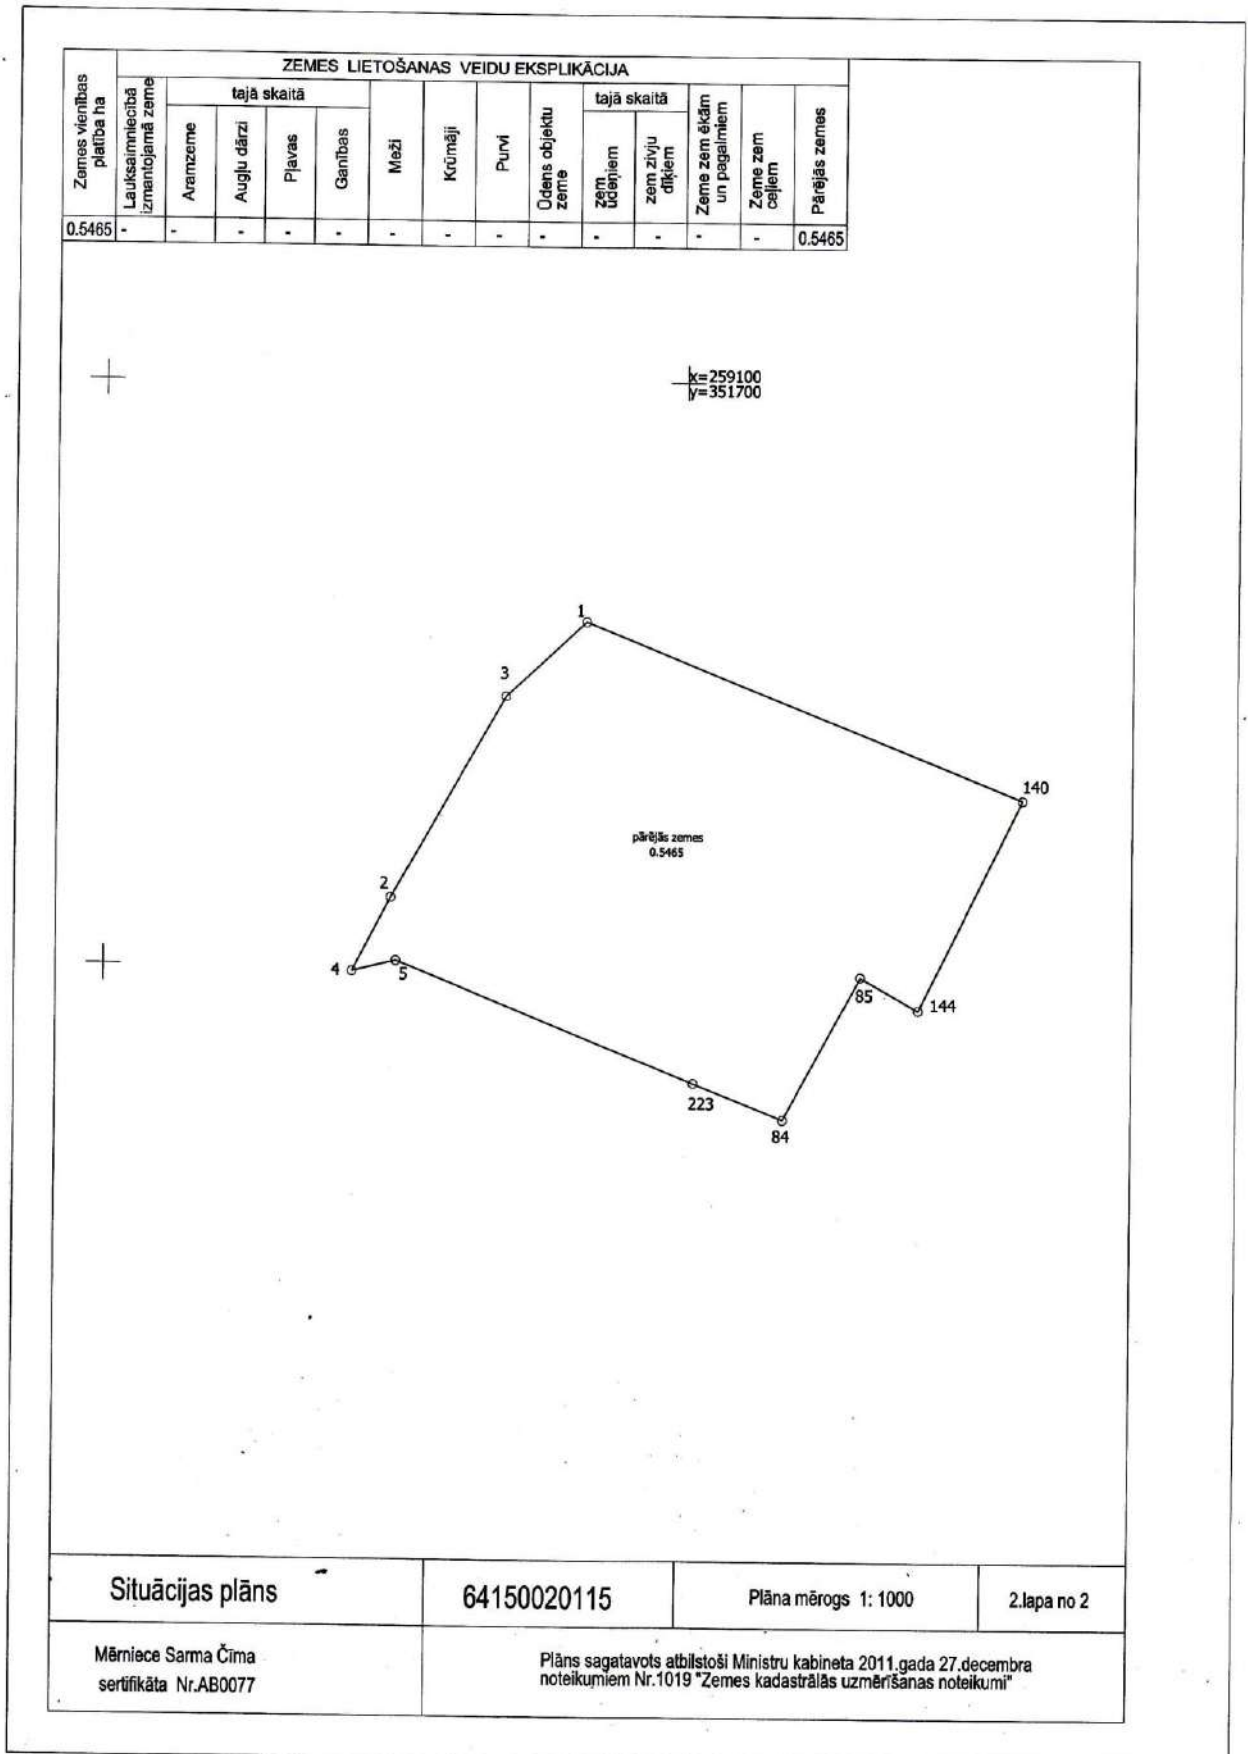 ZEMES LIETOŠANAS VEIDU EKSPLIKĀCIJA
Zemes vienības
platība ha
Lauksaimniecībā
izmantojamā zeme
tajā skaitā
Aramzeme
Augļu dārzi
Pļavas
Ganības
Meži
Krūmāji
Purvi
Ūdens objektu
zeme
tajā skaitā
zem
ūdeņiem
zem zivju
dīķiem
Zeme zem ēkām
un pagalmiem
Zeme zem
ceļiem
Pārējās zemes
0.5465 - - - - - - - - - - - - - 0.5465
x=259100
y=351700
1
3
140
pārējās zemes
0.5465
2
4
5
85
144
223
84
Situācijas plāns
64150020115
Plāna mērogs 1: 1000
2.lapa no 2
Mērniece Sarma Čīma
sertifikāta Nr.AB0077
Plāns sagatavots atbilstoši Ministru kabineta 2011.gada 27.decembra
noteikumiem Nr.1019 "Zemes kadastrālās uzmērīšanas noteikumi"